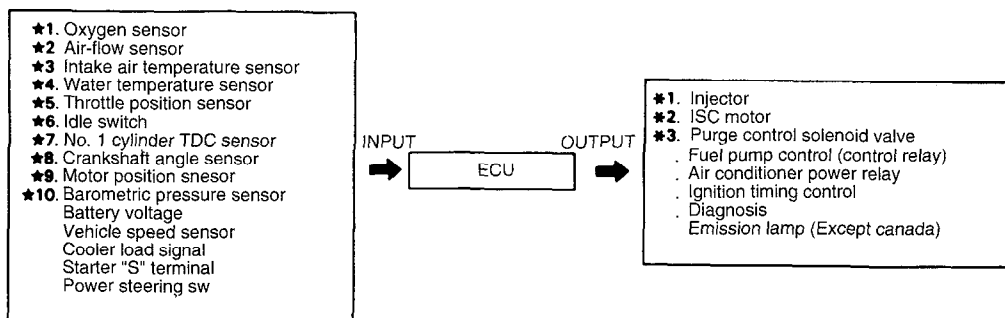 ★1. Oxygen sensor
★2 Air-flow sensor
★3 Intake air temperature sensor
★4. Water temperature sensor
★5. Throttle position sensor
★6. Idle switch
★7. No. 1 cylinder TDC sensor
★8. Crankshaft angle sensor
★9. Motor position snesor
★10. Barometric pressure sensor
Battery voltage
Vehicle speed sensor
Cooler load signal
Starter "S" terminal
Power steering sw
INPUT
ECU
OUTPUT
✱1. Injector
✱2. ISC motor
✱3. Purge control solenoid valve
. Fuel pump control (control relay)
. Air conditioner power relay
. Ignition timing control
. Diagnosis
Emission lamp (Except canada)